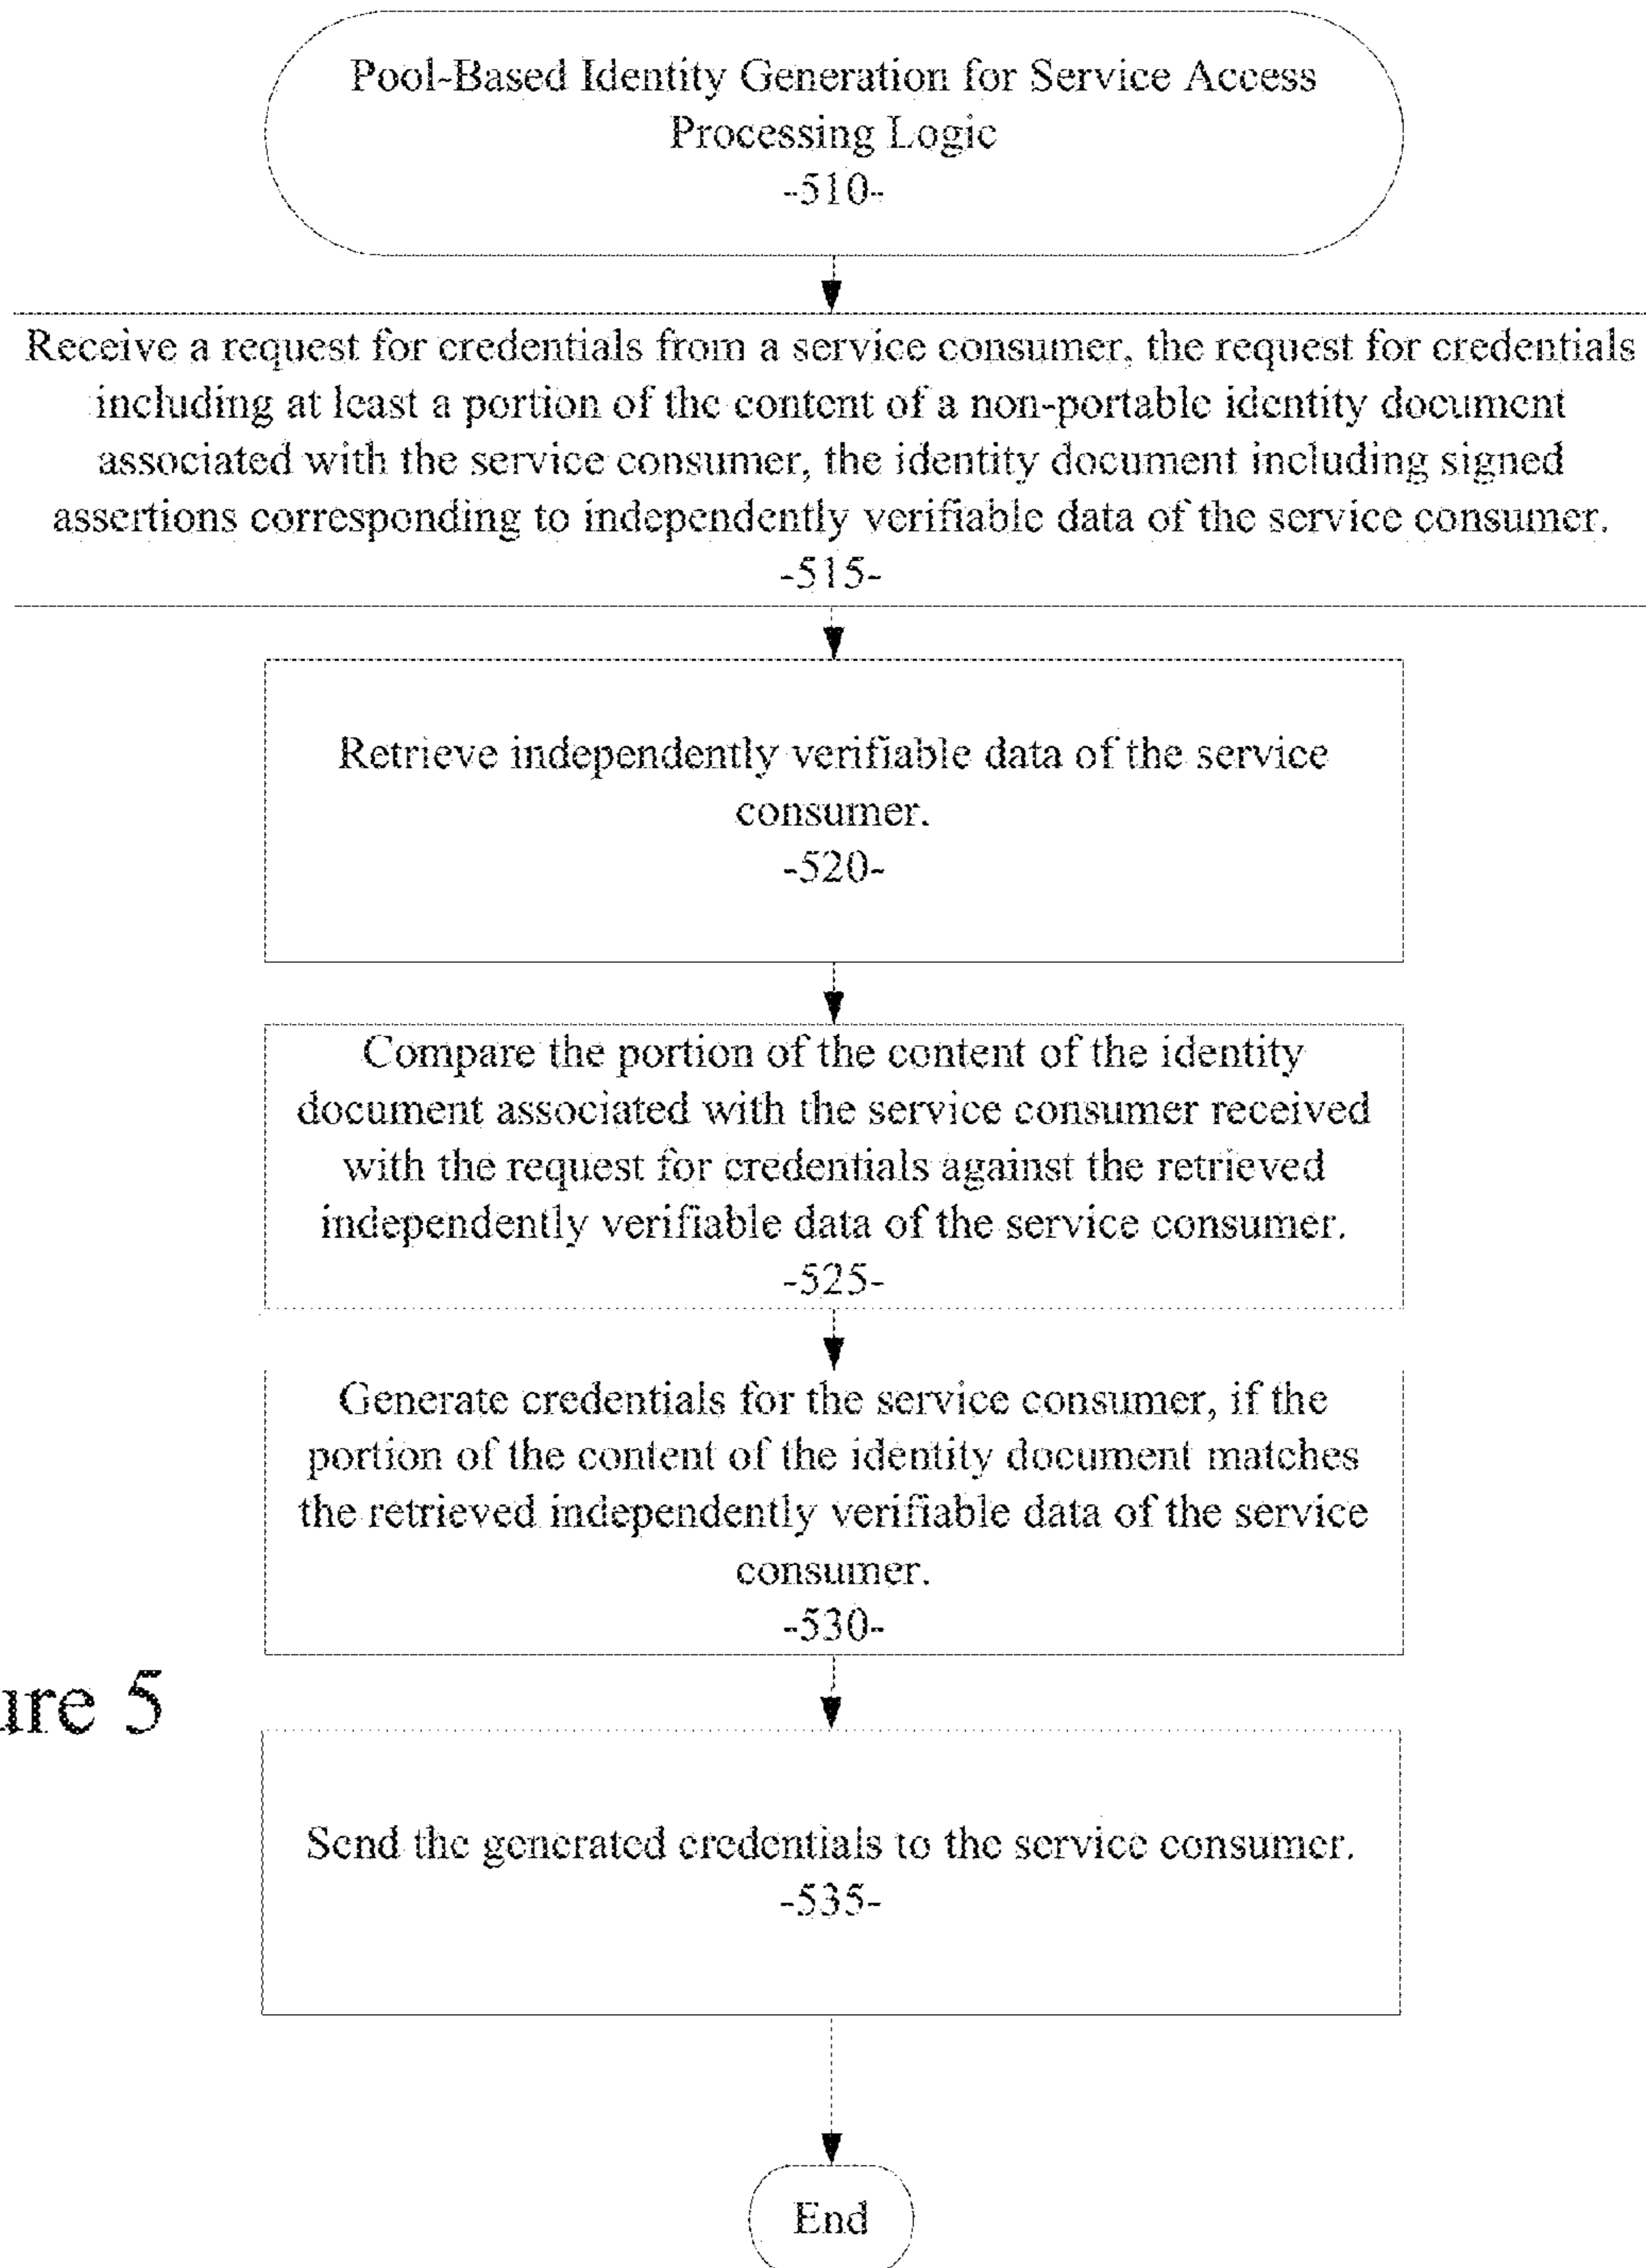 Pool-Based Identity Generation for Service Access
Processing Logic
-510-
Receive a request for credentials from a service consumer, the request for credentials
including at least a portion of the content of a non-portable identity document
associated with the service consumer, the identity document including signed
assertions corresponding to independently verifiable data of the service consumer.
-515-
Retrieve independently verifiable data of the service
consumer.
-520-
Compare the portion of the content of the identity
document associated with the service consumer received
with the request for credentials against the retrieved
independently verifiable data of the service consumer.
-525-
Generate credentials for the service consumer, if the
portion of the content of the identity document matches
the retrieved independently verifiable data of the service
consumer.
-530-
ure 5
Send the generated credentials to the service consumer.
-535-
End